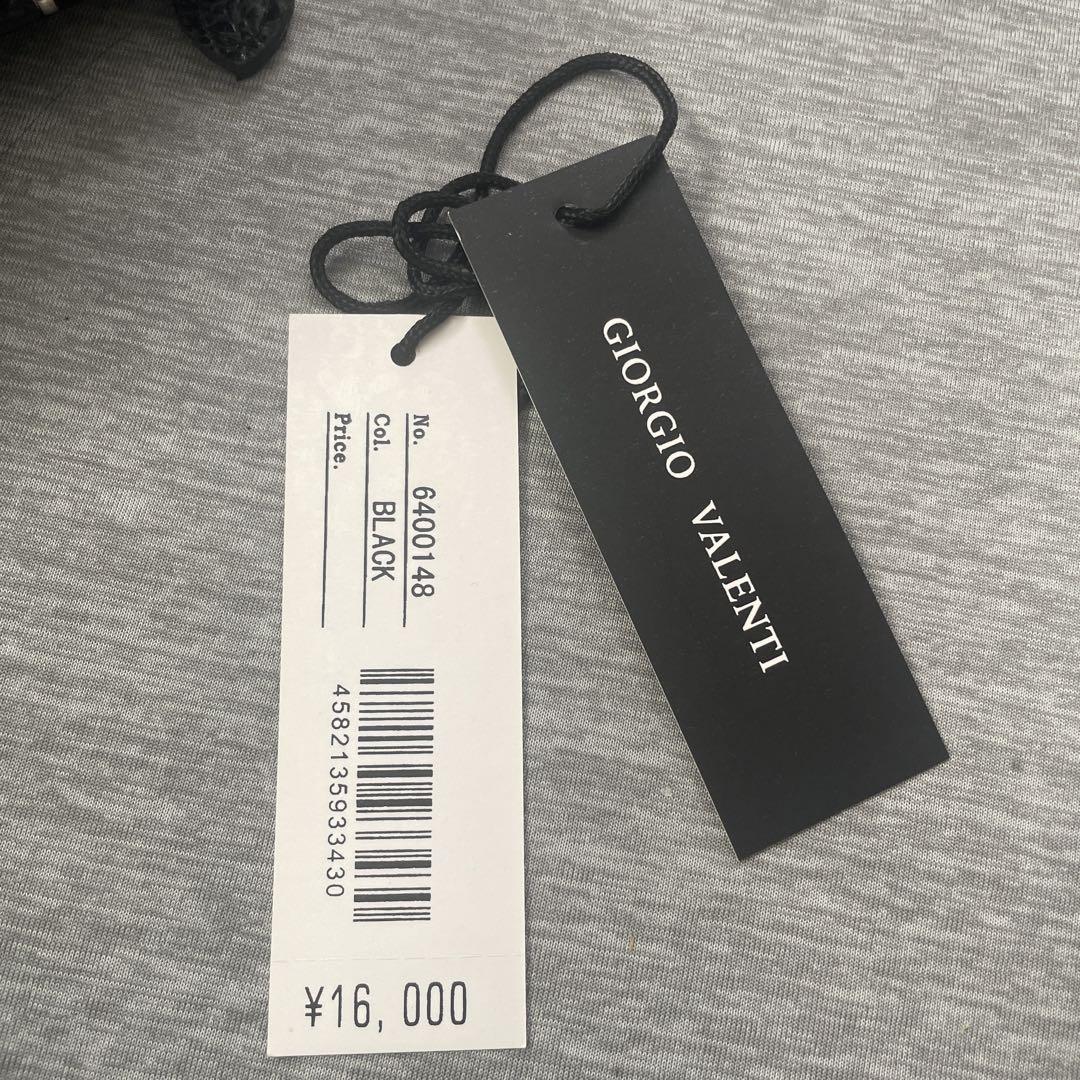 GIORGIO VALENTI
No. 6400148
Col. BLACK
Price.
4582135933430
¥16,000